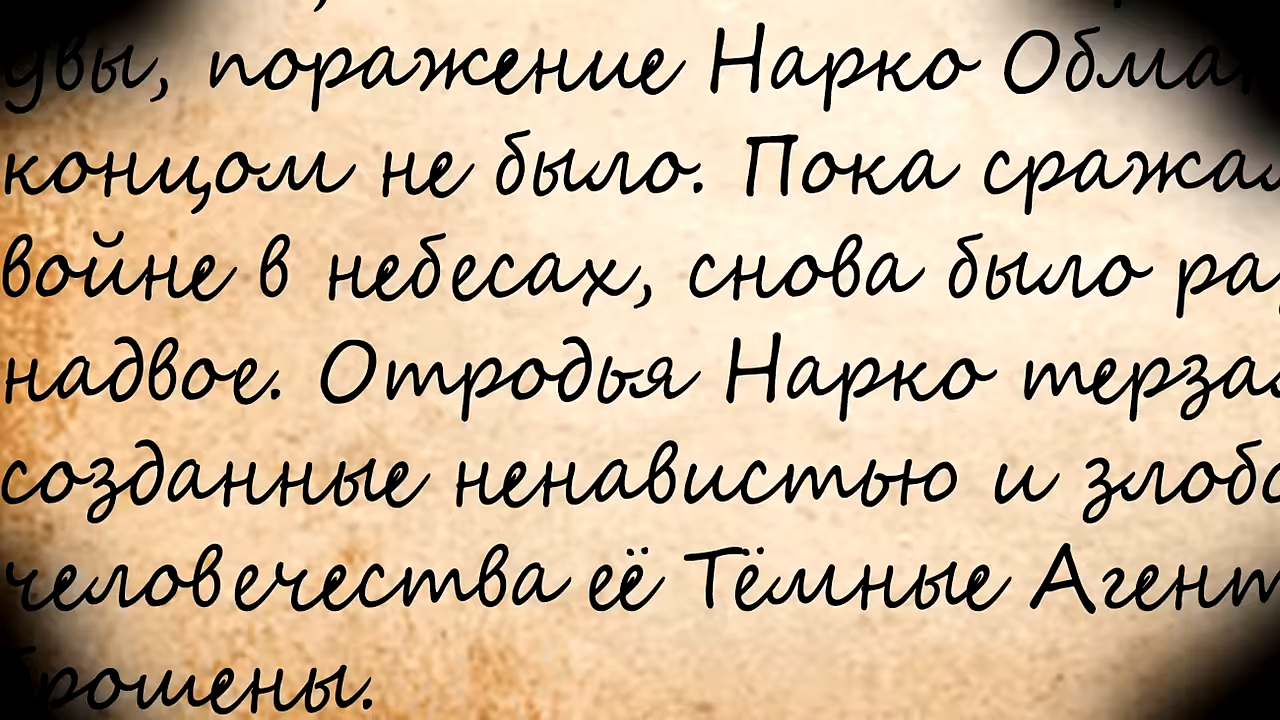 увы, поражение Нарко
концом не было. Пока
войне в небесах, снова было
надвое. Отродья Нарко
созданные ненавистью и
человечества её Тёмные
брошены.